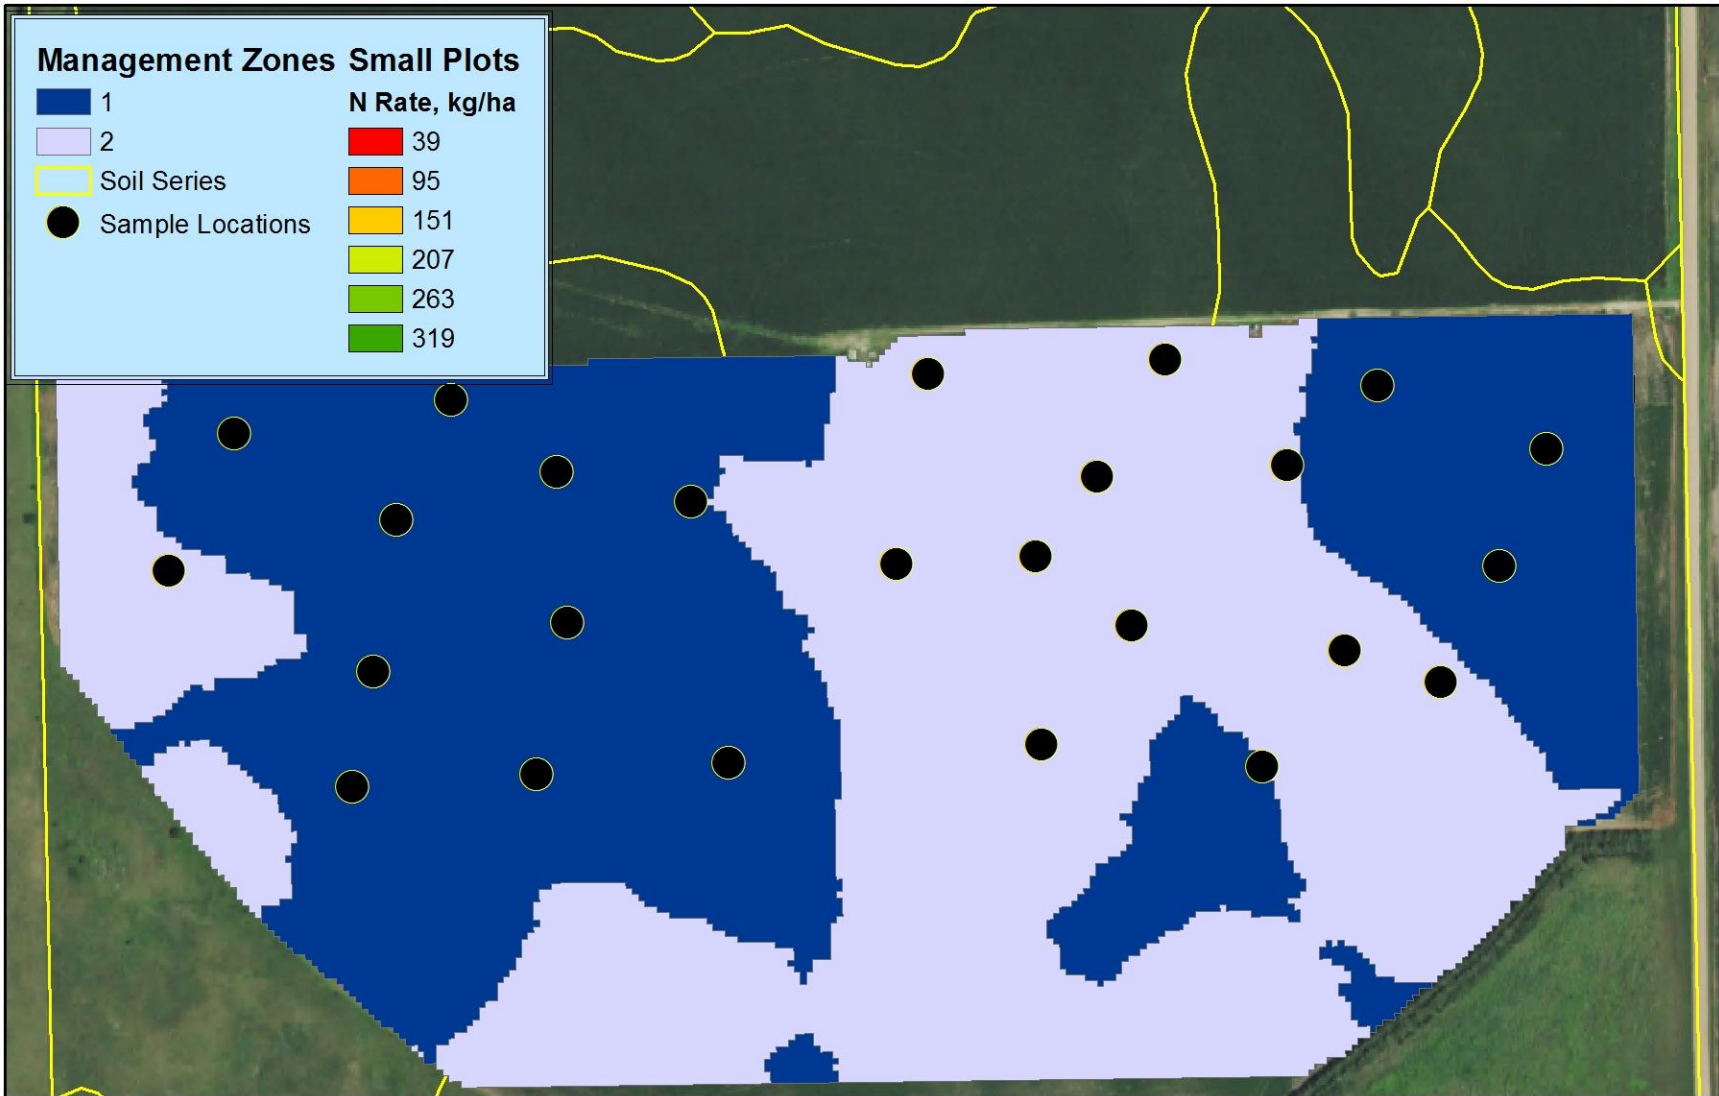 Management Zones
1
2
Soil Series
Sample Locations
Small Plots
N Rate, kg/ha
39
95
151
207
263
319